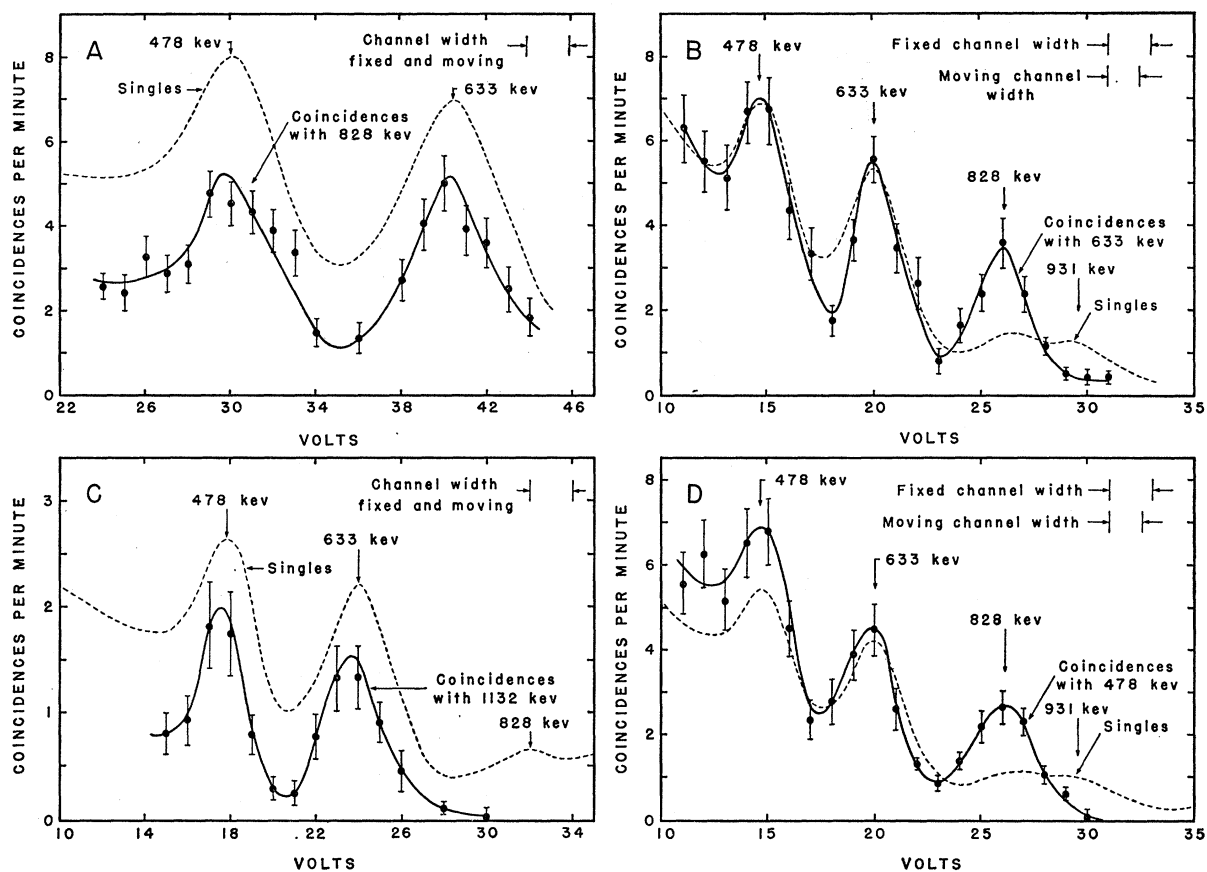 A
478 kev
Channel width
fixed and moving
Singles
633 kev
Coincidences
with 828 kev
COINCIDENCES PER MINUTE
8
6
4
2
0
22
26
30
34
38
42
46
VOLTS
B
478 kev
Fixed channel width
Moving channel
width
633 kev
828 kev
Coincidences
with 633 kev
931 kev
Singles
COINCIDENCES PER MINUTE
8
6
4
2
0
10
15
20
25
30
35
VOLTS
C
478 kev
Channel width
fixed and moving
633 kev
Singles
Coincidences
with 1132 kev
828 kev
COINCIDENCES PER MINUTE
3
2
1
0
10
14
18
22
26
30
34
VOLTS
D
478 kev
Fixed channel width
Moving channel width
633 kev
828 kev
Coincidences
with 478 kev
931 kev
Singles
COINCIDENCES PER MINUTE
8
6
4
2
0
10
15
20
25
30
35
VOLTS